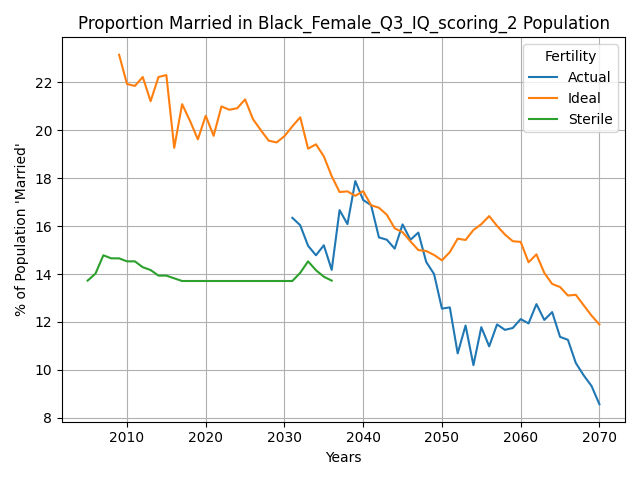 Proportion Married in Black_Female_Q3_IQ_scoring_2 Population
% of Population 'Married'
22
20
18
16
14
12
10
8
Fertility
Actual
Ideal
Sterile
2010 2020 2030 2040 2050 2060 2070
Years